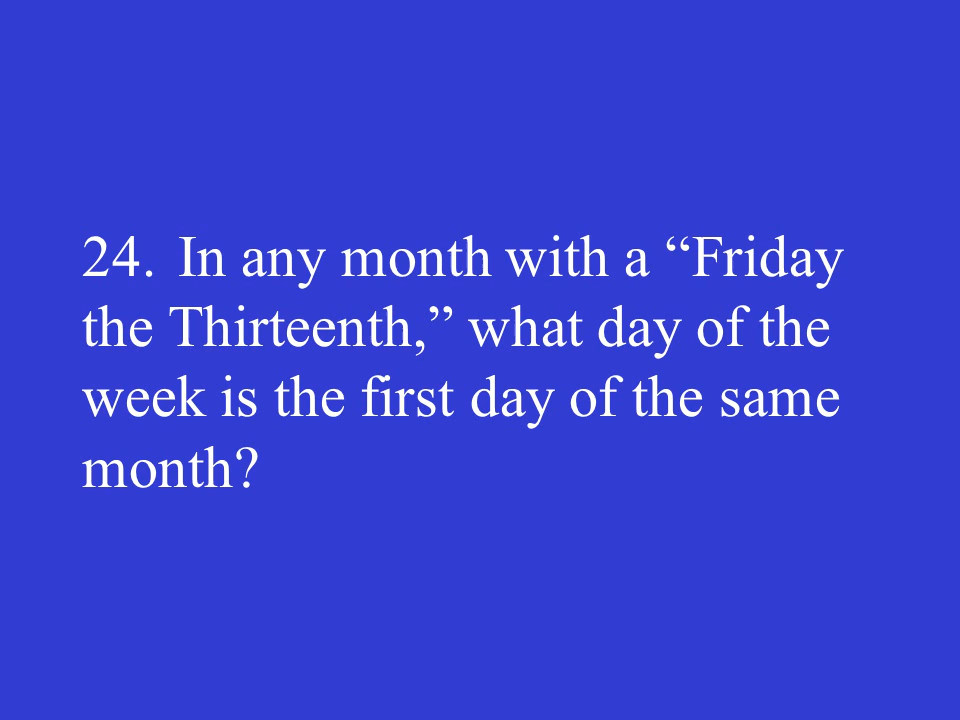 24. In any month with a “Friday
the Thirteenth,” what day of the
week is the first day of the same
month?